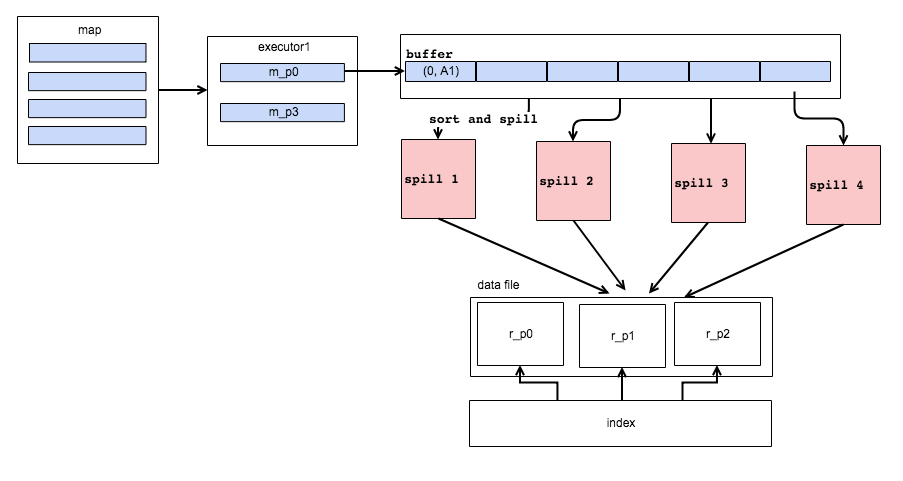 map
executor1
m_p0
m_p3
buffer
(0, A1)
sort and spill
spill 1
spill 2
spill 3
spill 4
data file
r_p0
r_p1
r_p2
index